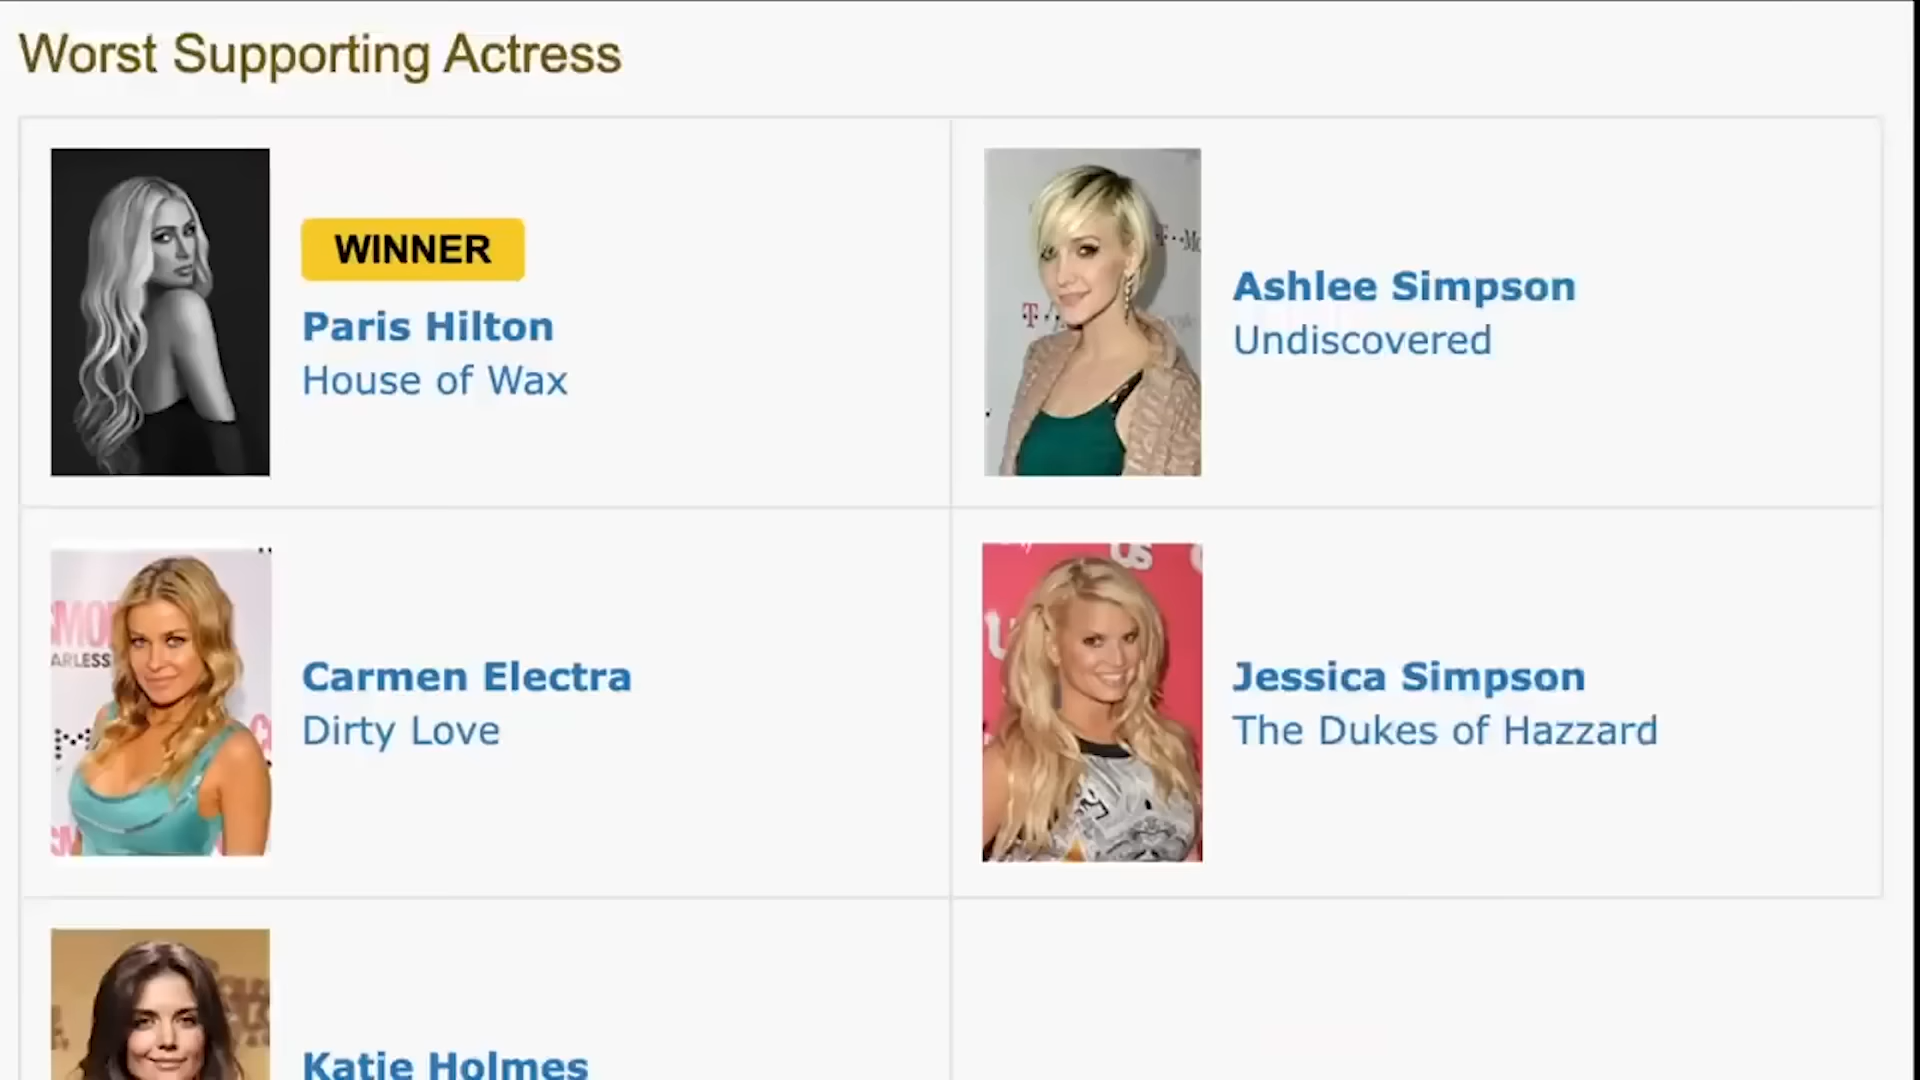 Worst Supporting Actress
WINNER
Paris Hilton
House of Wax
Ashlee Simpson
Undiscovered
Carmen Electra
Dirty Love
Jessica Simpson
The Dukes of Hazzard
Katie Holmes